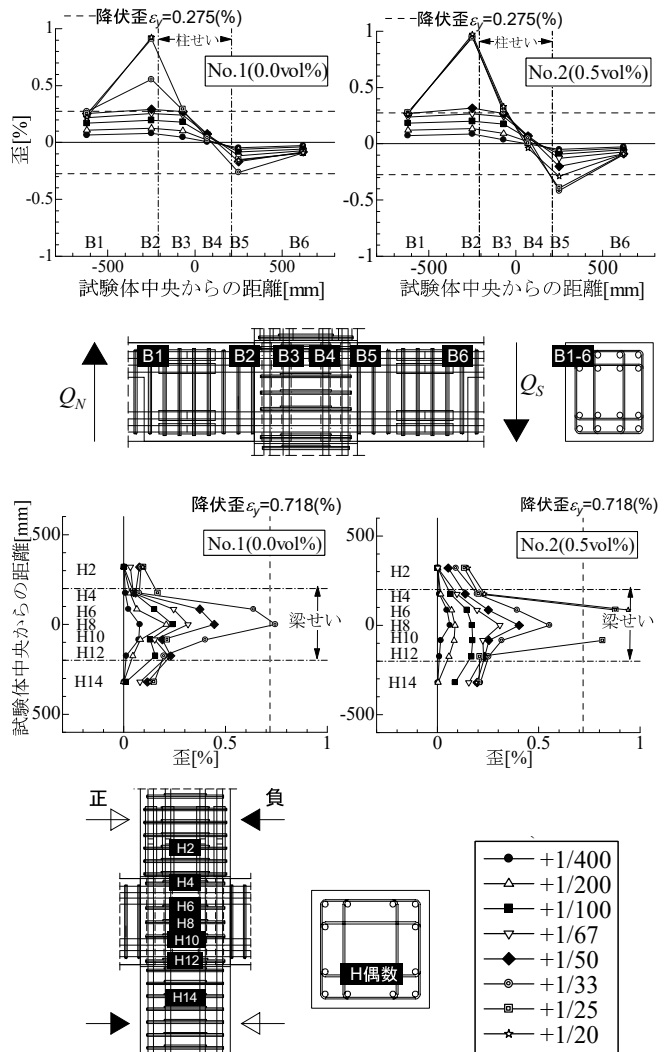 降伏歪εy=0.275(%)
降伏歪εy=0.275(%)
柱せい
柱せい
No.1(0.0vol%)
No.2(0.5vol%)
歪[%]
1
0.5
0
-0.5
-1
1
0.5
0
-0.5
-1
B1 B2 B3 B4 B5 B6
B1 B2 B3 B4 B5 B6
-500 0 500
-500 0 500
試験体中央からの距離[mm]
試験体中央からの距離[mm]
B1 B2 B3 B4 B5 B6
B1-6
QN
QS
降伏歪εy=0.718(%)
降伏歪εy=0.718(%)
No.1(0.0vol%)
No.2(0.5vol%)
試験体中央からの距離[mm]
500
0
500
500
0
-500
H2
H4
H6
H8
H10
H12
H14
H2
H4
H6
H8
H10
H12
H14
梁せい
梁せい
0 0.5 1
0 0.5 1
歪[%]
歪[%]
正
負
H2
H4
H6
H8
H10
H12
H14
H偶数
+1/400
+1/200
+1/100
+1/67
+1/50
+1/33
+1/25
+1/20